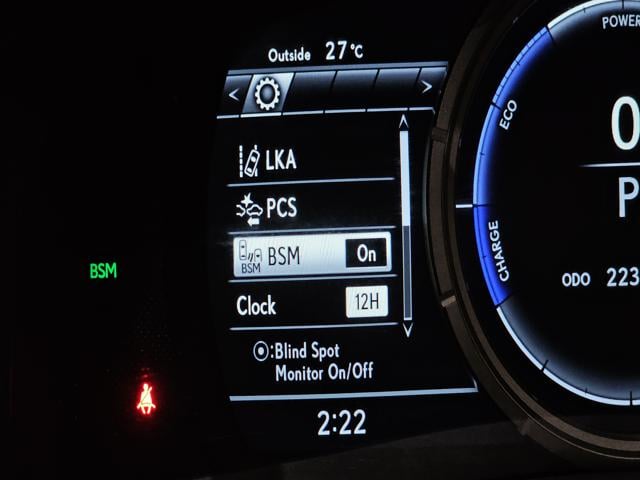 Outside 27°C
< >
LKA
PCS
BSM BSM On
Clock 12H
:Blind Spot
Monitor On/Off
2:22
BSM
POWER
ECO
CHARGE
0
P
ODO 223